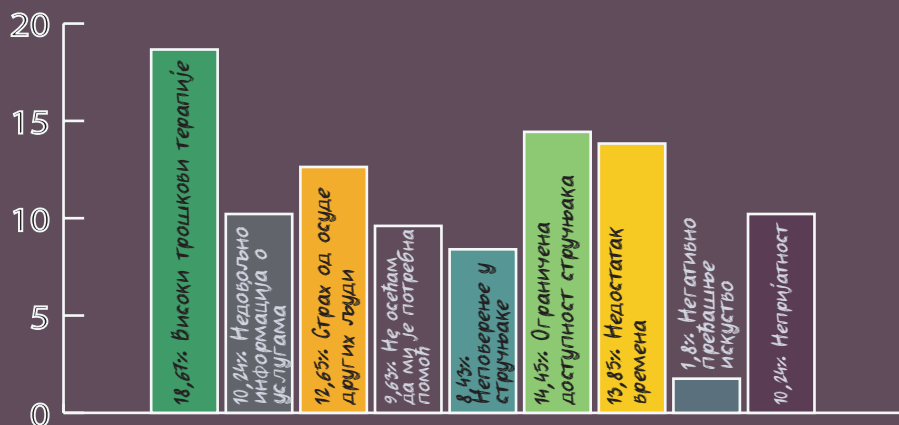 20
15
10
5
0
18,67% Високи трошкови терапије
10,24% Недовољно
информација о
услугама
12,65% Страх од осуде
других људи
9,63% Не осећам
да ми је потребна
помоћ
8,43%
Неповерење у
стручњаке
14,45% Ограничена
доступност стручњака
13,85% Недостатак
времена
1,8% Негативно
пређашње
искуство
10,24% Непријатност